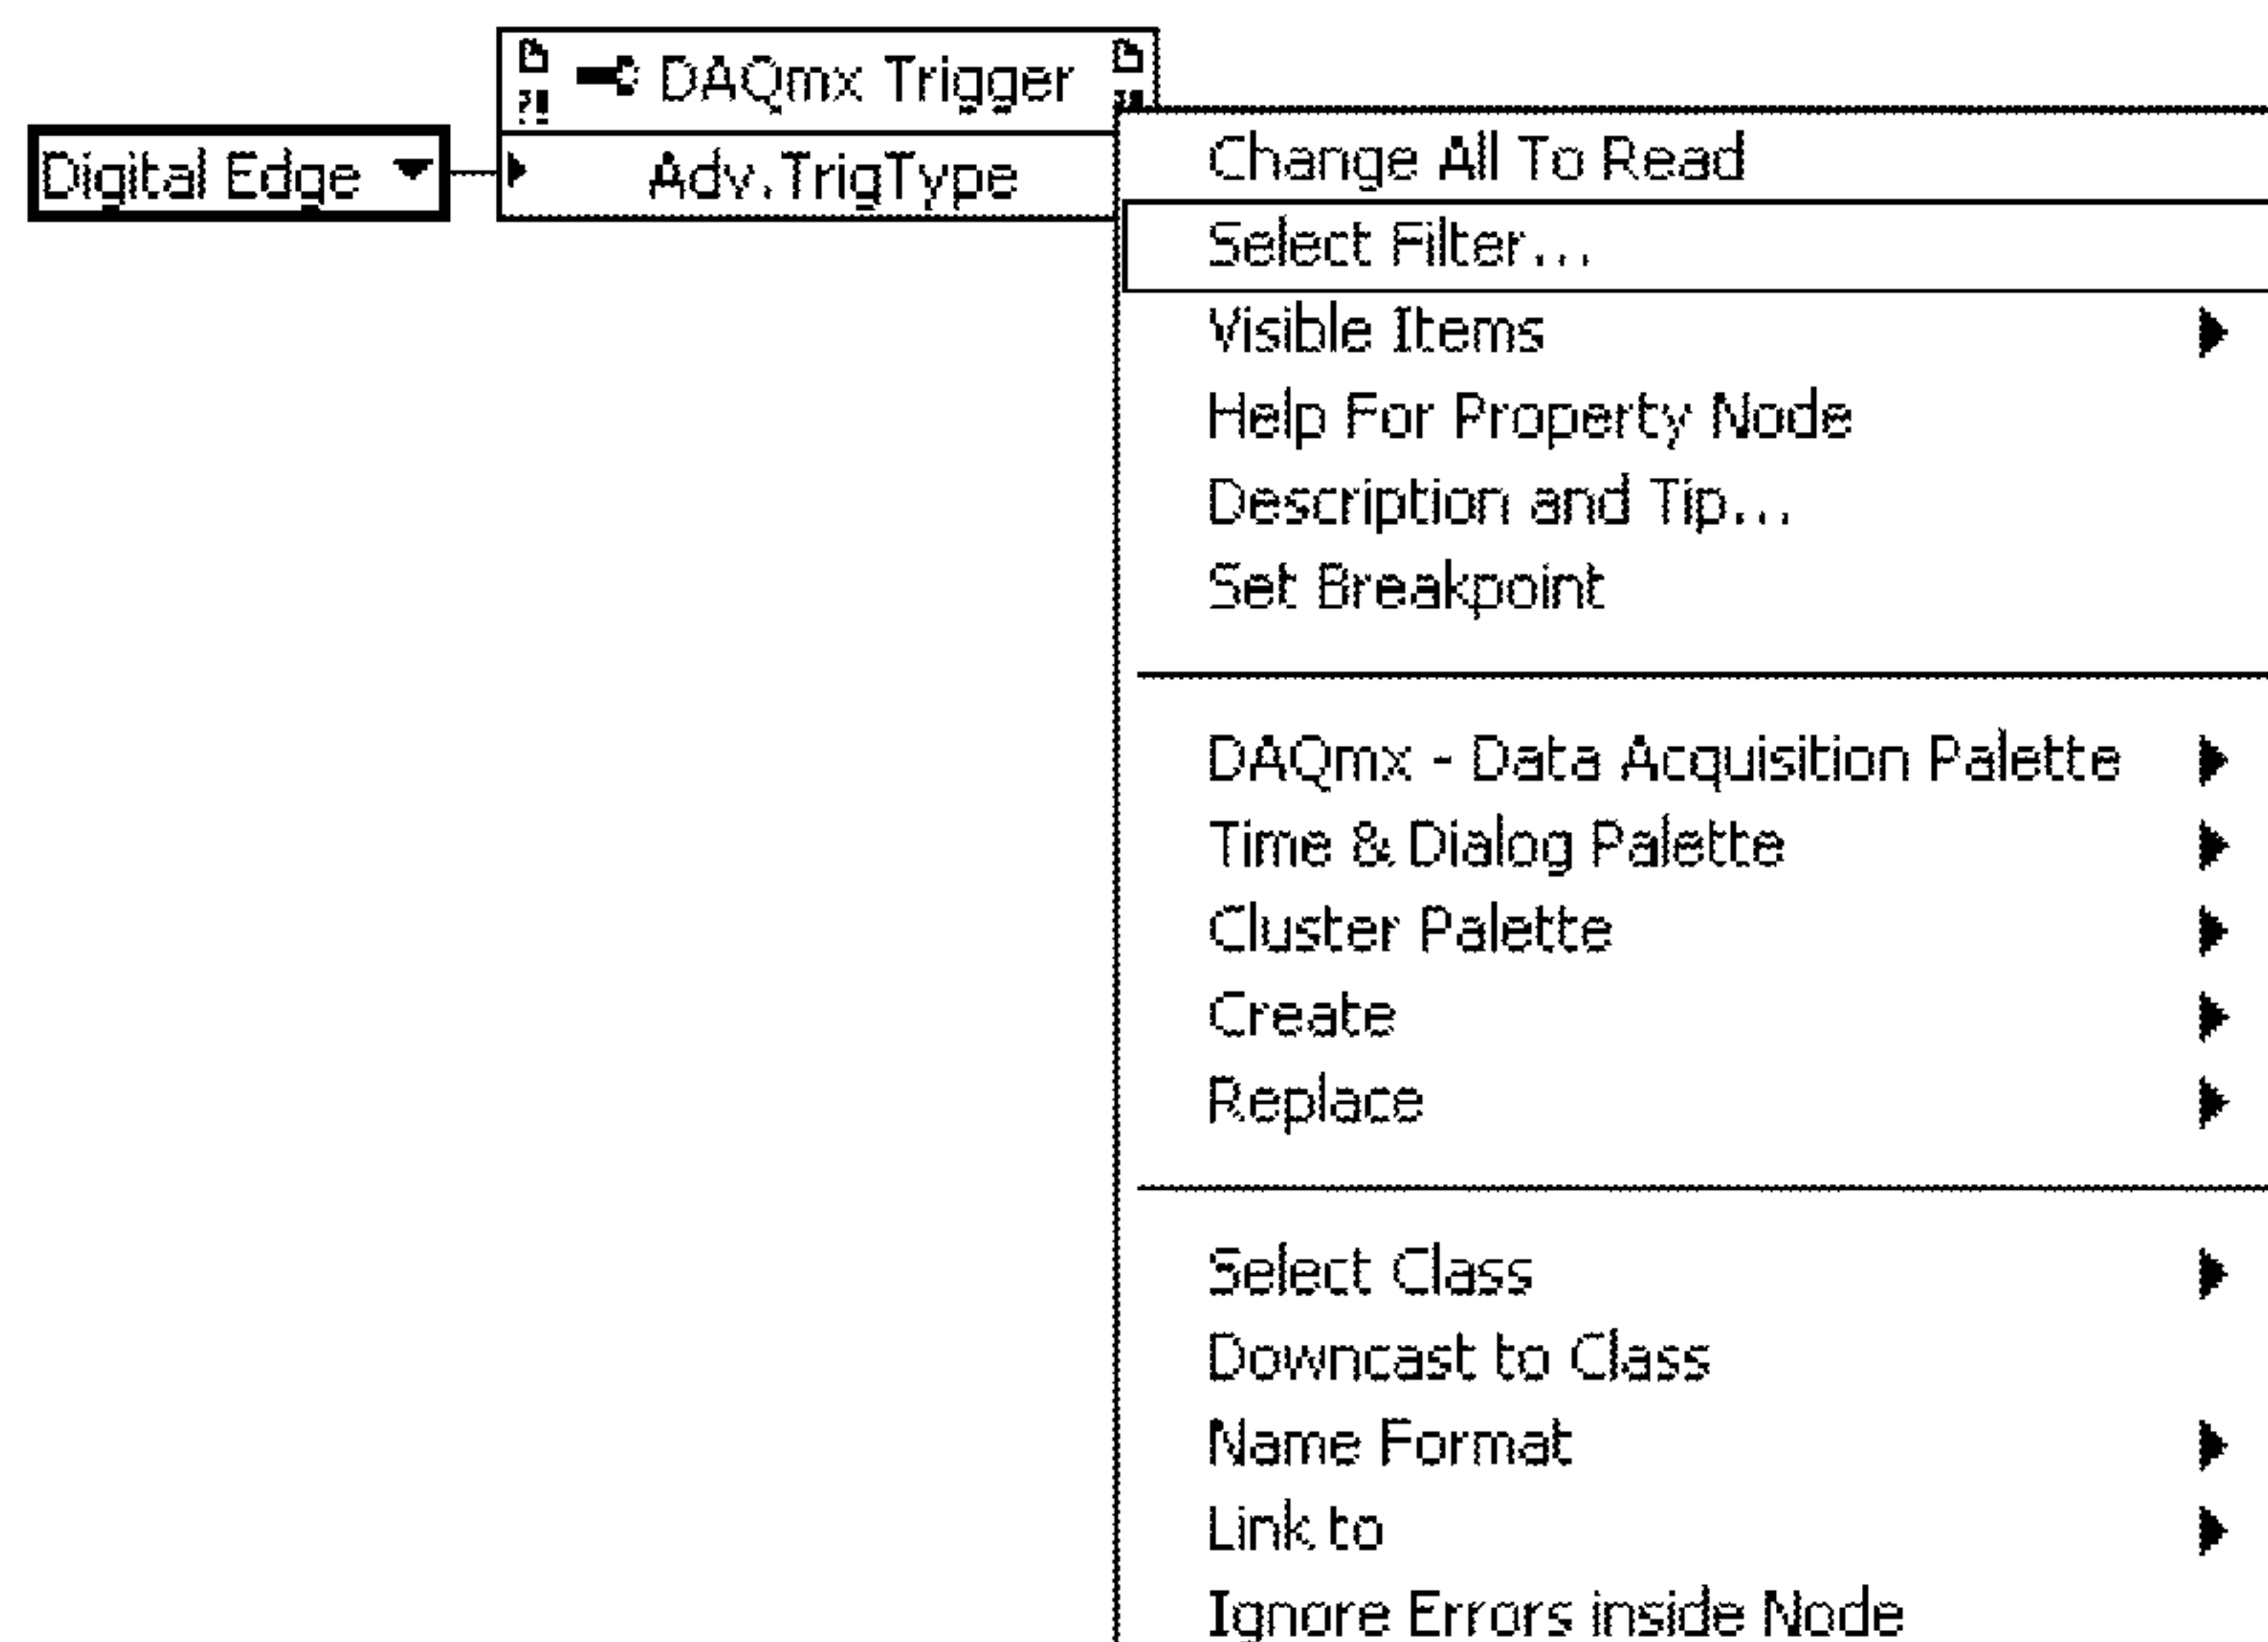 DAQmx Trigger
Digital Edge
Adv.TrigType
Change All To Read
Select Filter...
Visible Items
Help For Property Node
Description and Tip...
Set Breakpoint
DAQmx - Data Acquisition Palette
Time & Dialog Palette
Cluster Palette
Create
Replace
Select Class
Downcast to Class
Name Format
Link to
Ignore Errors inside Node